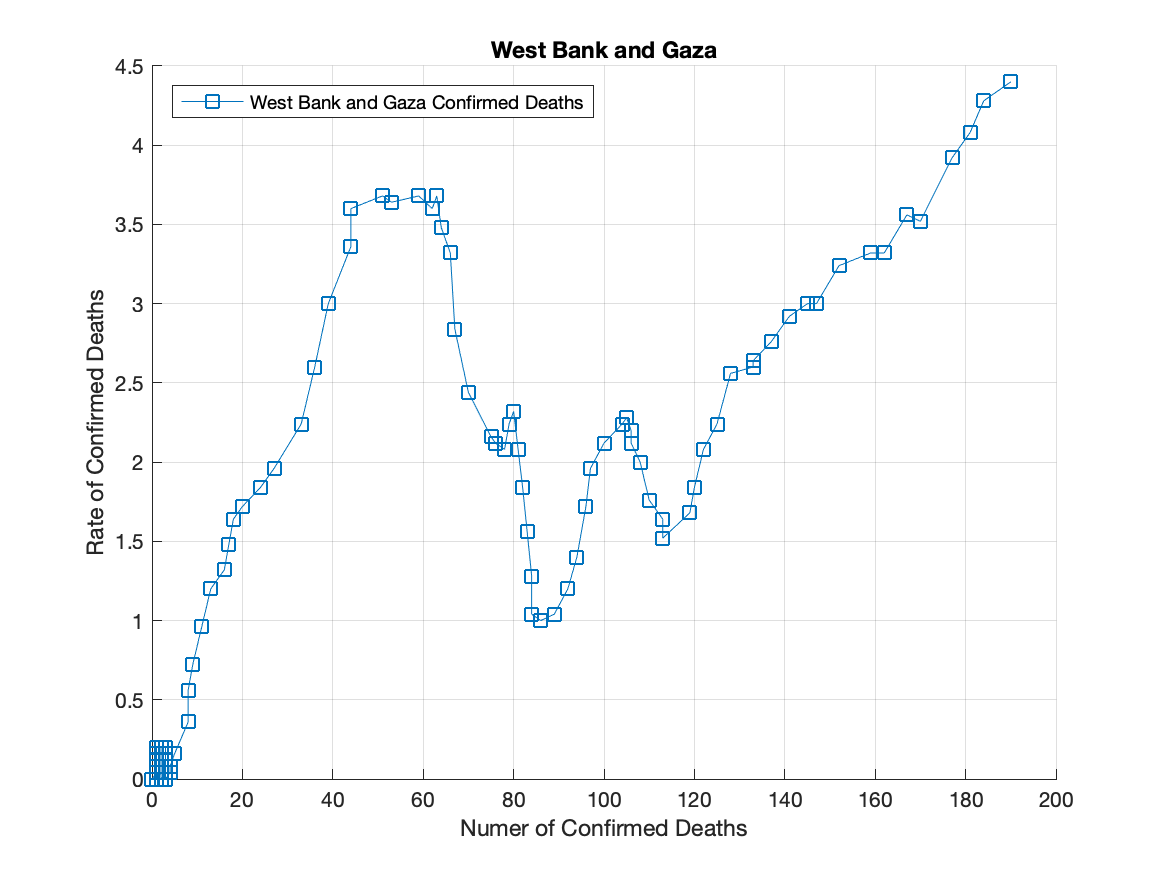 West Bank and Gaza
West Bank and Gaza Confirmed Deaths
4.5
4
3.5
3
2.5
2
1.5
1
0.5
0
Rate of Confirmed Deaths
0 20 40 60 80 100 120 140 160 180 200
Numer of Confirmed Deaths